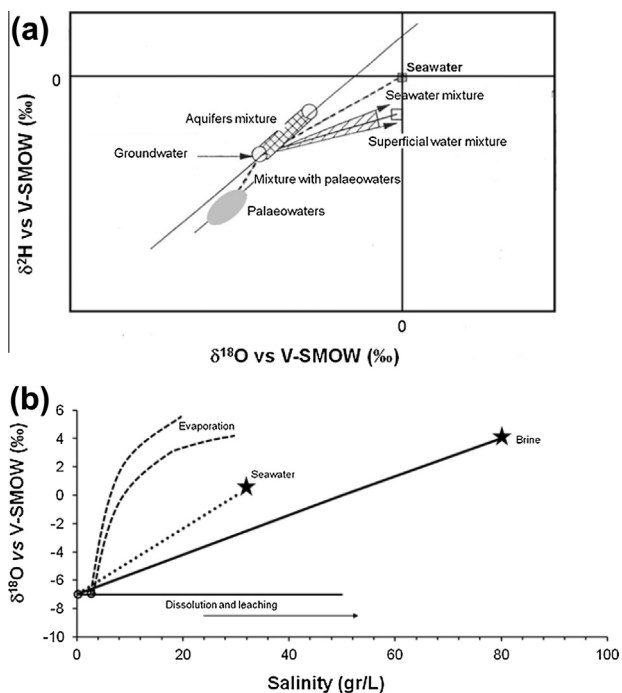 (a)
0
Seawater
Seawater mixture
Aquifers mixture
Superficial water mixture
Groundwater
Mixture with palaeowaters
Palaeowaters
δ²H vs V-SMOW (‰)
0
δ¹⁸O vs V-SMOW (‰)
(b)
6
4
2
0
-2
-4
-6
-8
-10
δ¹⁸O vs V-SMOW (‰)
Evaporation
Seawater
Brine
Dissolution and leaching
0 20 40 60 80 100
Salinity (gr/L)